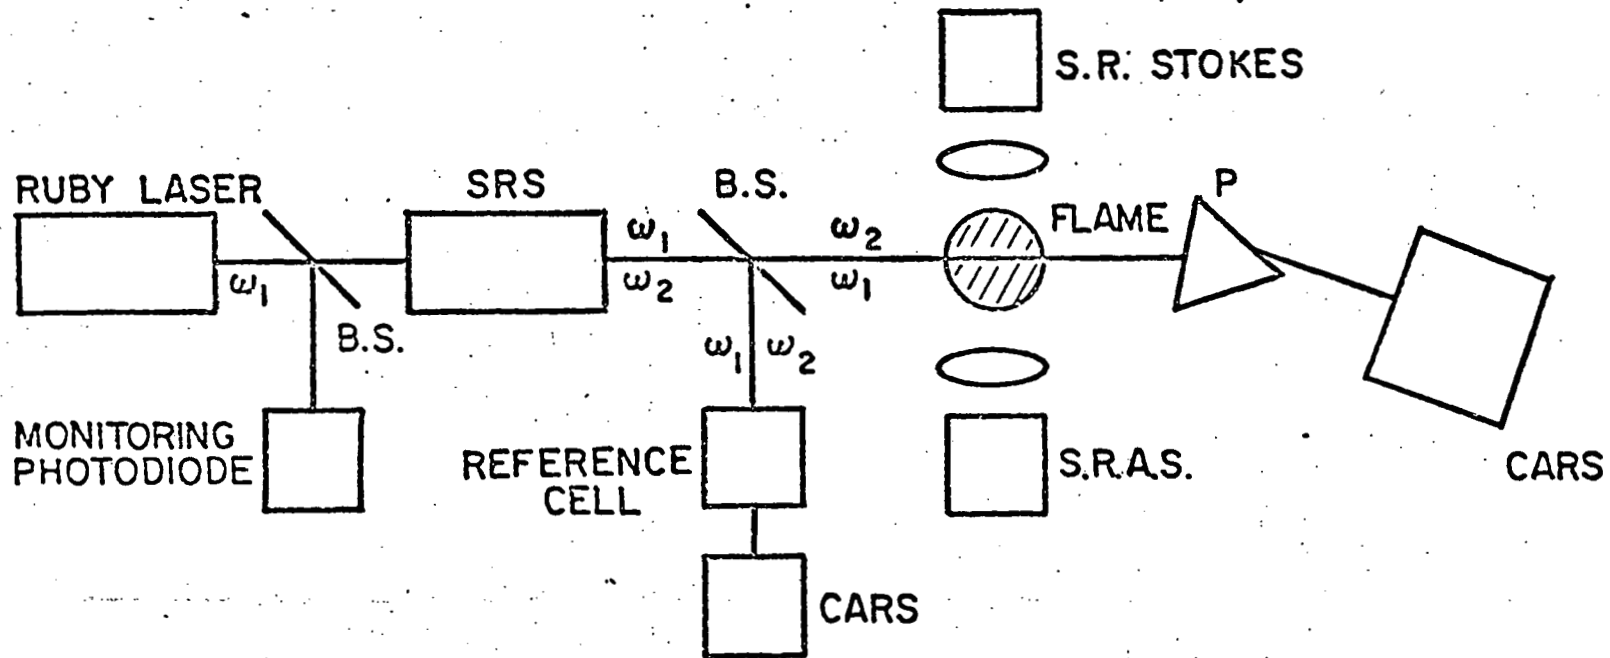 S.R. STOKES
RUBY LASER
SRS
B.S.
P
FLAME
ω₁
ω₂
ω₁
ω₂
ω₁
B.S.
ω₁ ω₂
MONITORING
PHOTODIODE
REFERENCE
CELL
S.R.A.S.
CARS
CARS